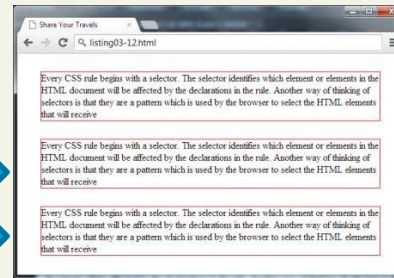 Share Your Travels
listing03-12.html
Every CSS rule begins with a selector. The selector identifies which element or elements in the
HTML document will be affected by the declarations in the rule. Another way of thinking of
selectors is that they are a pattern which is used by the browser to select the HTML elements
that will receive
Every CSS rule begins with a selector. The selector identifies which element or elements in the
HTML document will be affected by the declarations in the rule. Another way of thinking of
selectors is that they are a pattern which is used by the browser to select the HTML elements
that will receive
Every CSS rule begins with a selector. The selector identifies which element or elements in the
HTML document will be affected by the declarations in the rule. Another way of thinking of
selectors is that they are a pattern which is used by the browser to select the HTML elements
that will receive